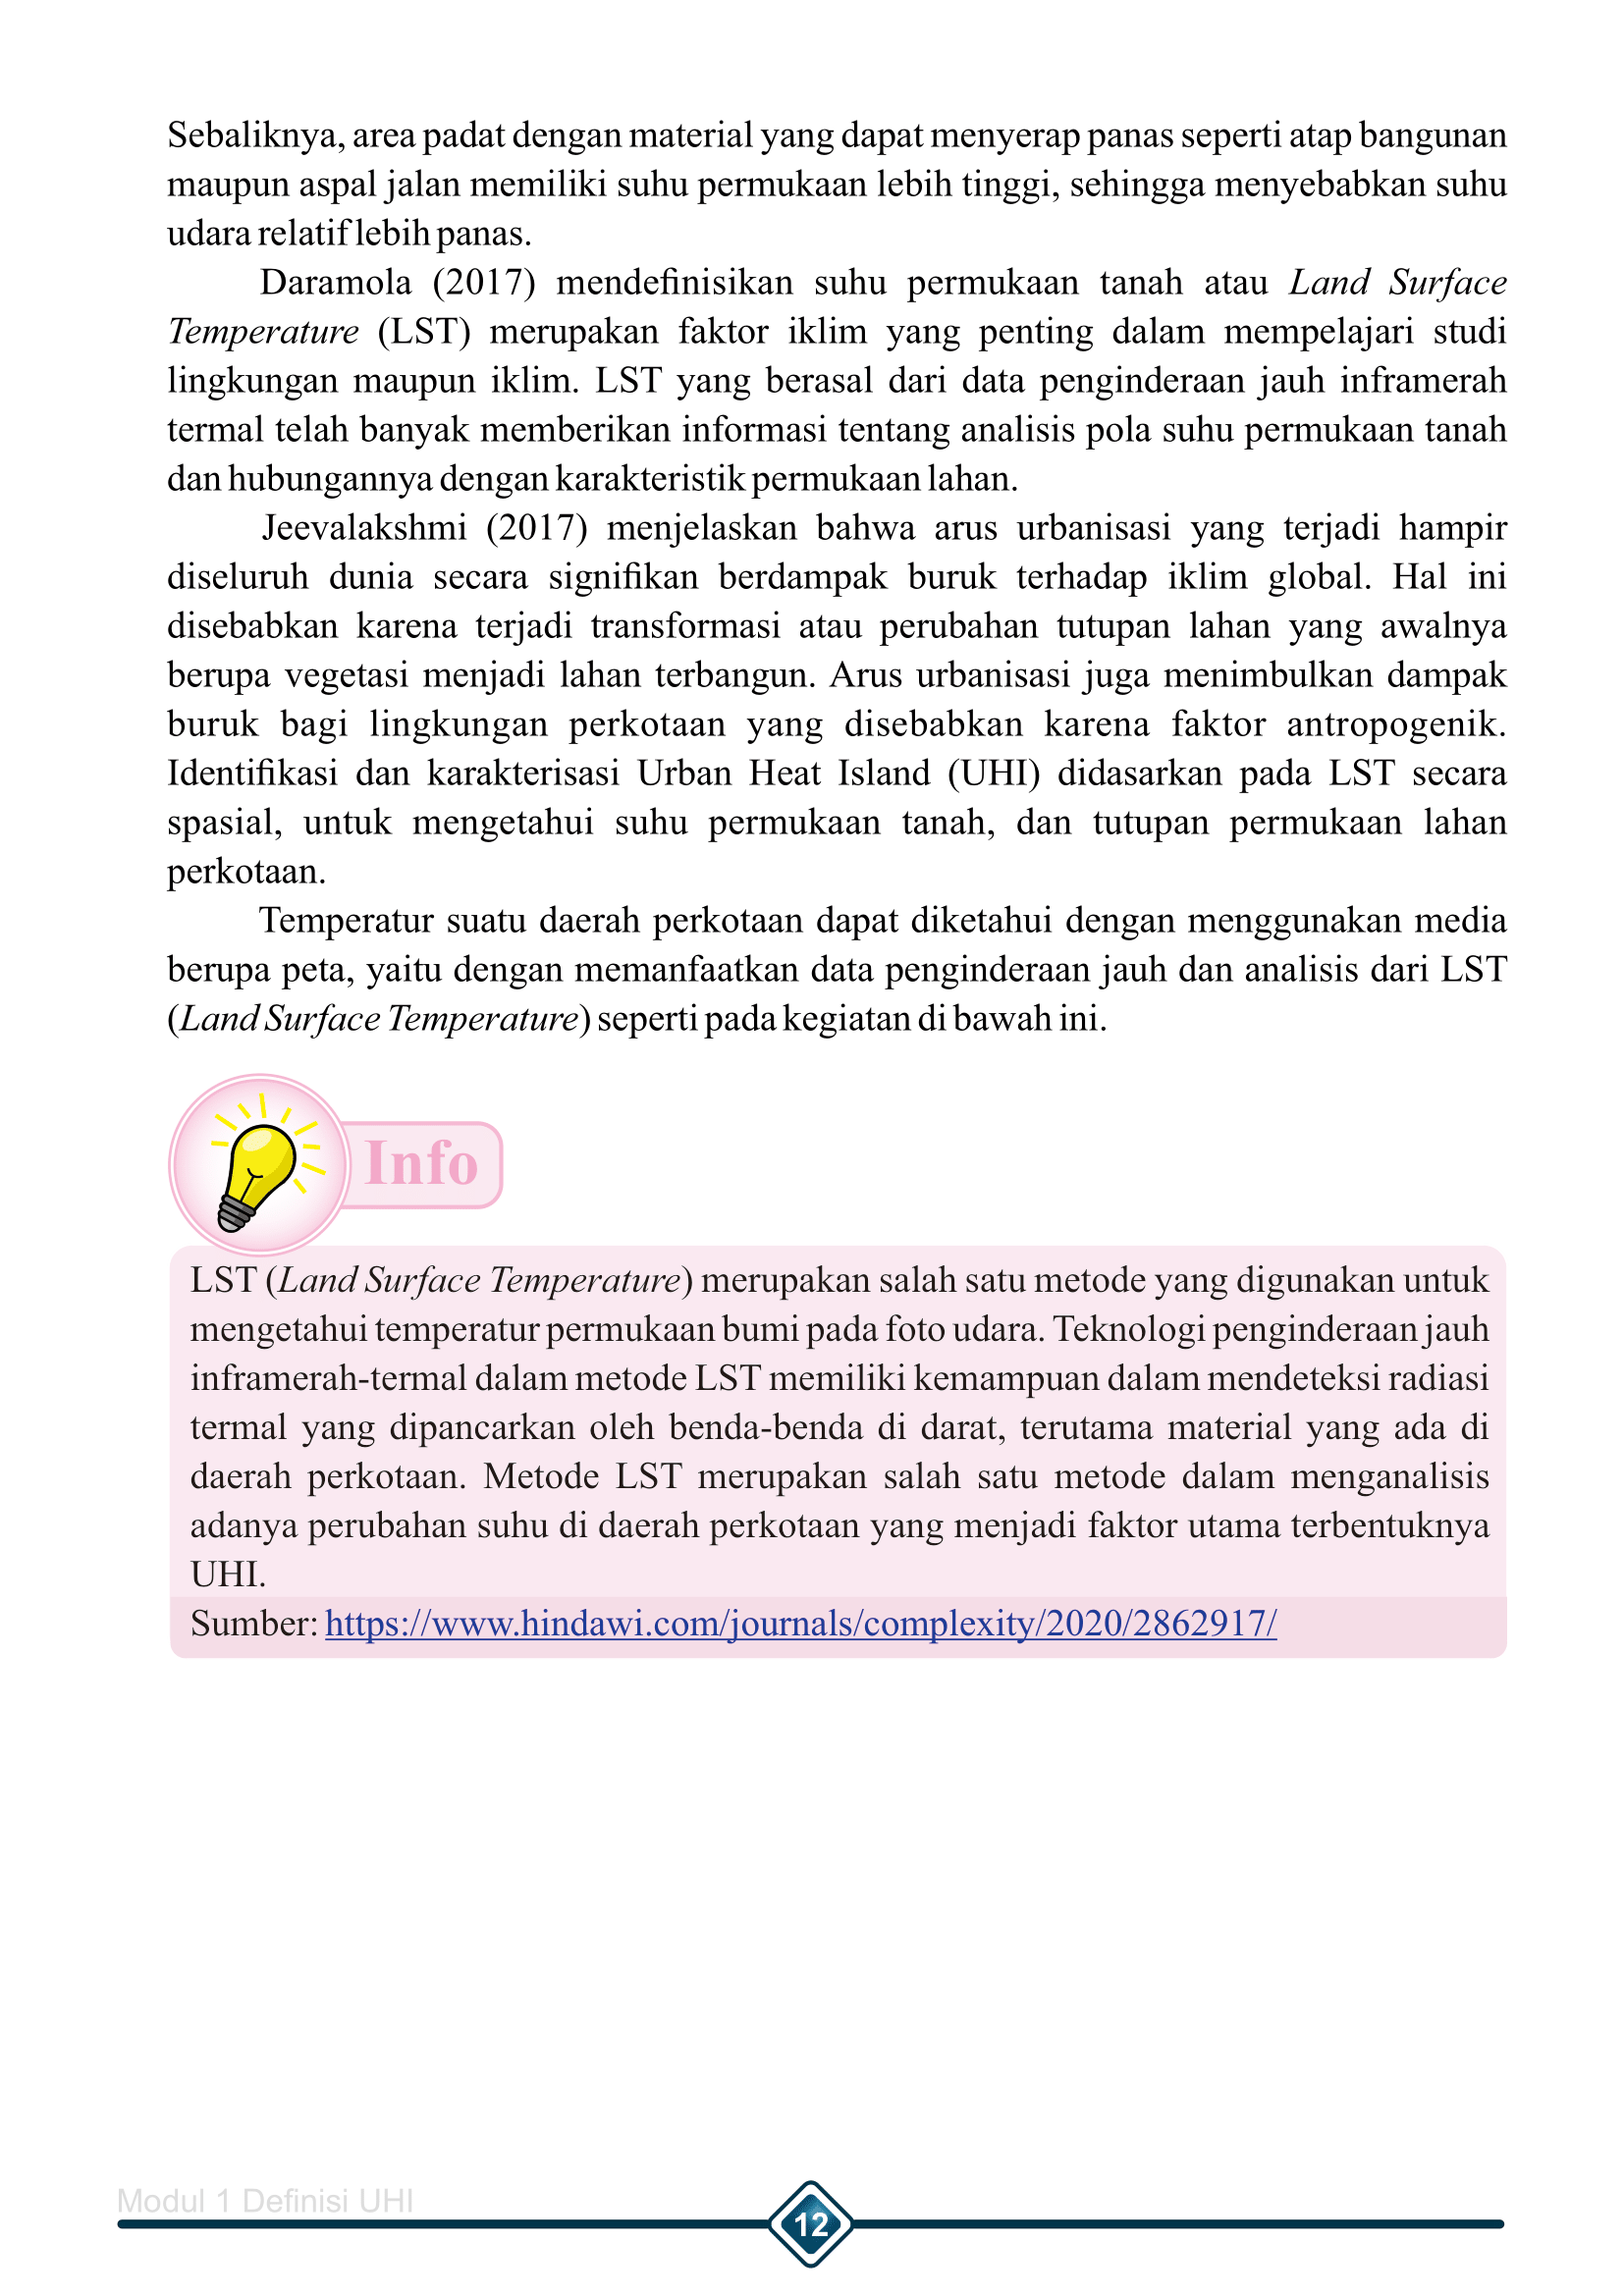 Sebaliknya, area padat dengan material yang dapat menyerap panas seperti atap bangunan
maupun aspal jalan memiliki suhu permukaan lebih tinggi, sehingga menyebabkan suhu
udara relatif lebih panas.
Daramola (2017) mendefinisikan suhu permukaan tanah atau Land Surface
Temperature (LST) merupakan faktor iklim yang penting dalam mempelajari studi
lingkungan maupun iklim. LST yang berasal dari data penginderaan jauh inframerah
termal telah banyak memberikan informasi tentang analisis pola suhu permukaan tanah
dan hubungannya dengan karakteristik permukaan lahan.
Jeevalakshmi (2017) menjelaskan bahwa arus urbanisasi yang terjadi hampir
diseluruh dunia secara signifikan berdampak buruk terhadap iklim global. Hal ini
disebabkan karena terjadi transformasi atau perubahan tutupan lahan yang awalnya
berupa vegetasi menjadi lahan terbangun. Arus urbanisasi juga menimbulkan dampak
buruk bagi lingkungan perkotaan yang disebabkan karena faktor antropogenik.
Identifikasi dan karakterisasi Urban Heat Island (UHI) didasarkan pada LST secara
spasial, untuk mengetahui suhu permukaan tanah, dan tutupan permukaan lahan
perkotaan.
Temperatur suatu daerah perkotaan dapat diketahui dengan menggunakan media
berupa peta, yaitu dengan memanfaatkan data penginderaan jauh dan analisis dari LST
(Land Surface Temperature) seperti pada kegiatan di bawah ini.
Info
LST (Land Surface Temperature) merupakan salah satu metode yang digunakan untuk
mengetahui temperatur permukaan bumi pada foto udara. Teknologi penginderaan jauh
inframerah-termal dalam metode LST memiliki kemampuan dalam mendeteksi radiasi
termal yang dipancarkan oleh benda-benda di darat, terutama material yang ada di
daerah perkotaan. Metode LST merupakan salah satu metode dalam menganalisis
adanya perubahan suhu di daerah perkotaan yang menjadi faktor utama terbentuknya
UHI.
Sumber: https://www.hindawi.com/journals/complexity/2020/2862917/
Modul 1 Definisi UHI
12